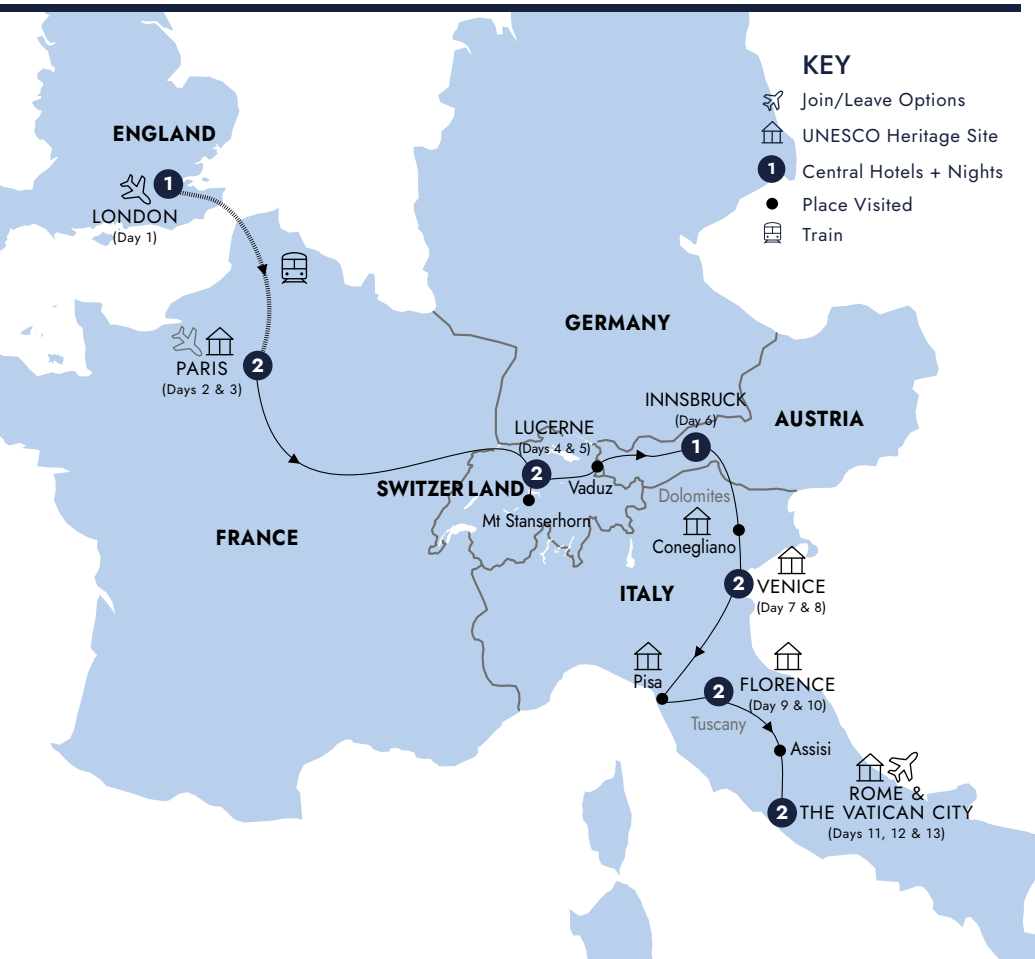 KEY
Join/Leave Options
UNESCO Heritage Site
1 Central Hotels + Nights
Place Visited
Train
ENGLAND
1
LONDON
(Day 1)
GERMANY
PARIS
2
(Days 2 & 3)
INNSBRUCK
(Day 6)
1
AUSTRIA
LUCERNE
(Days 4 & 5)
2
SWITZERLAND
Vaduz
Mt Stanserhorn
Dolomites
Conegliano
FRANCE
ITALY
2
VENICE
(Day 7 & 8)
Pisa
2
FLORENCE
(Day 9 & 10)
Tuscany
Assisi
2
ROME &
THE VATICAN CITY
(Days 11, 12 & 13)